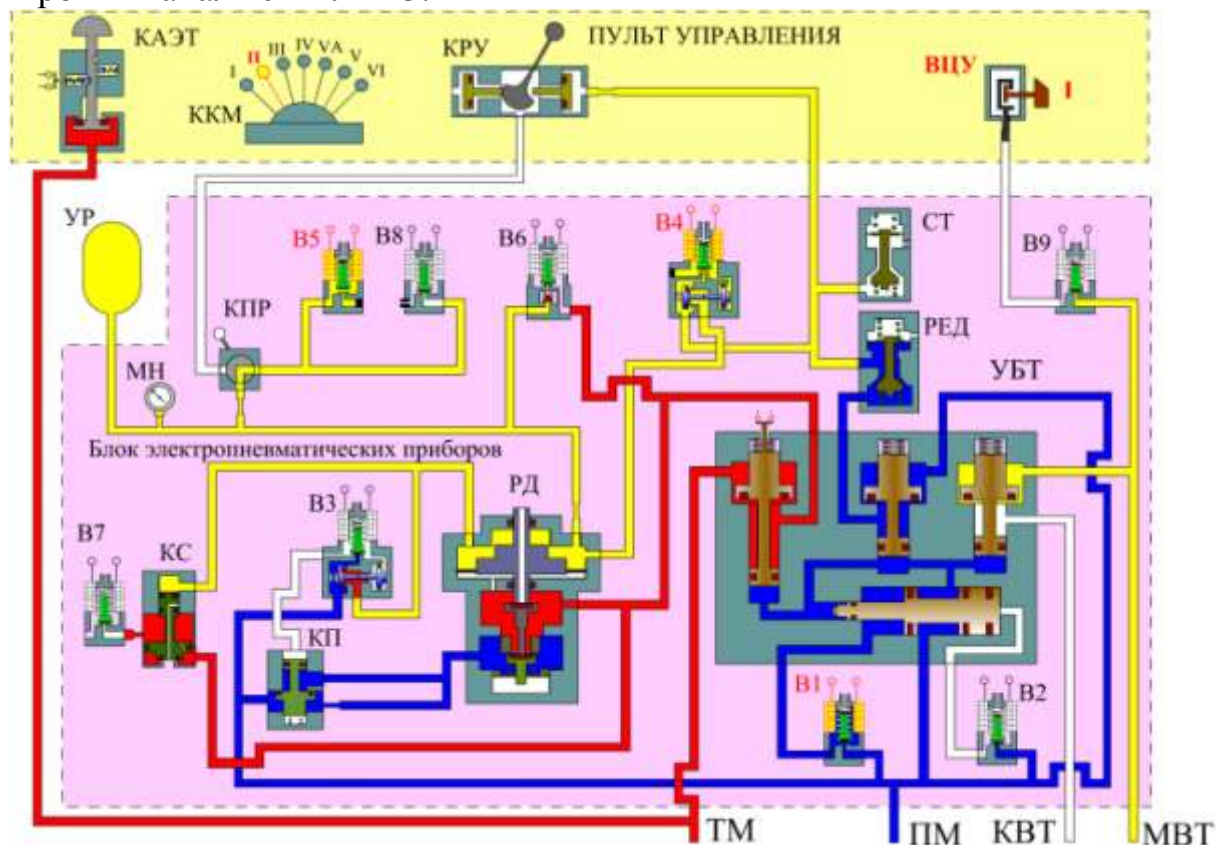 КАЭТ
I
II
III
IV
VA
V
VI
ККМ
КРУ
ПУЛЬТ УПРАВЛЕНИЯ
ВЦУ
I
УР
В5
В8
В6
В4
СТ
В9
КПР
РЕД
МН
УБТ
Блок электропневматических приборов
РД
В3
В7
КС
КП
В1
В2
ТМ
ПМ
КВТ
МВТ